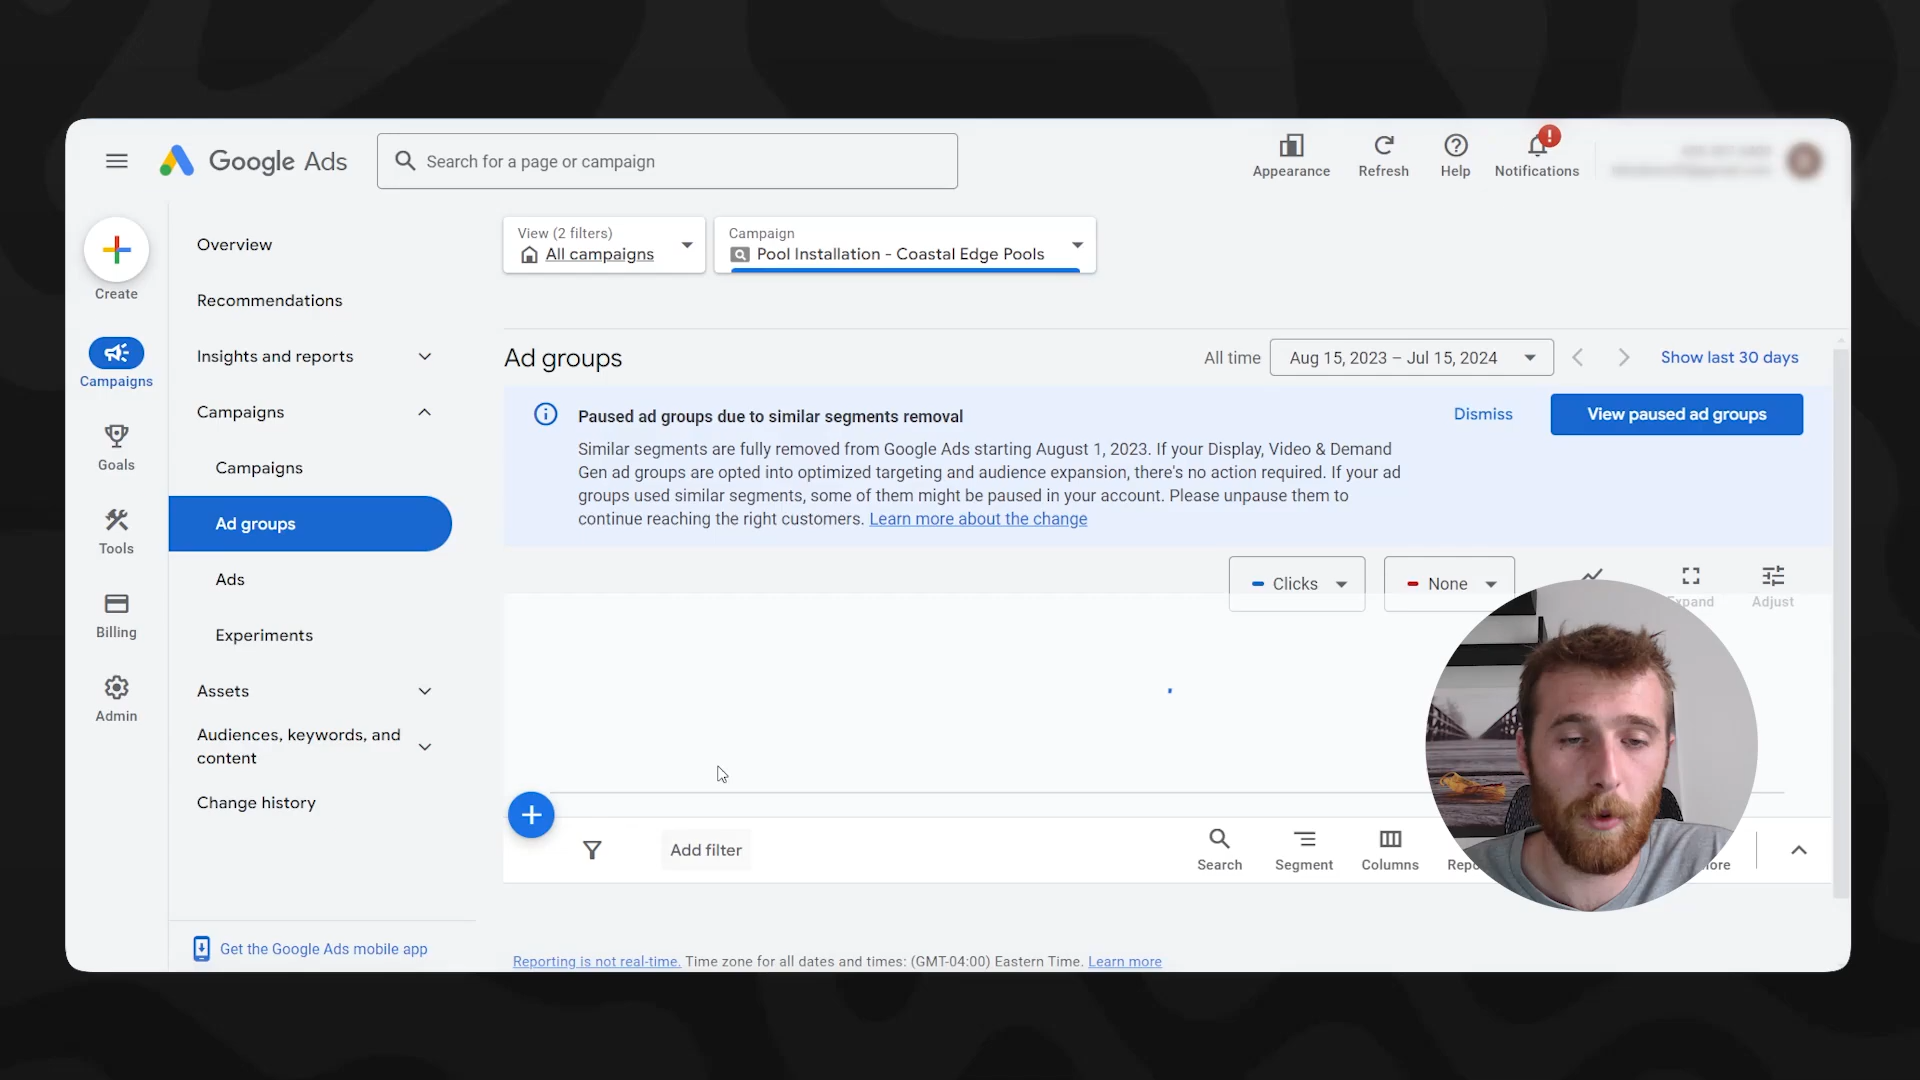 Google Ads
Search for a page or campaign
Appearance
Refresh
Help
!
Notifications
Create
Campaigns
Goals
Tools
Billing
Admin
Overview
Recommendations
Insights and reports
Campaigns
Campaigns
Ad groups
Ads
Experiments
Assets
Audiences, keywords, and
content
Change history
Get the Google Ads mobile app
View (2 filters)
All campaigns
Campaign
Pool Installation - Coastal Edge Pools
Ad groups
All time
Aug 15, 2023 – Jul 15, 2024
Show last 30 days
Paused ad groups due to similar segments removal
Dismiss
View paused ad groups
Similar segments are fully removed from Google Ads starting August 1, 2023. If your Display, Video & Demand
Gen ad groups are opted into optimized targeting and audience expansion, there's no action required. If your ad
groups used similar segments, some of them might be paused in your account. Please unpause them to
continue reaching the right customers. Learn more about the change
Clicks
None
Adjust
Add filter
Search
Segment
Columns
Reporting is not real-time. Time zone for all dates and times: (GMT-04:00) Eastern Time. Learn more